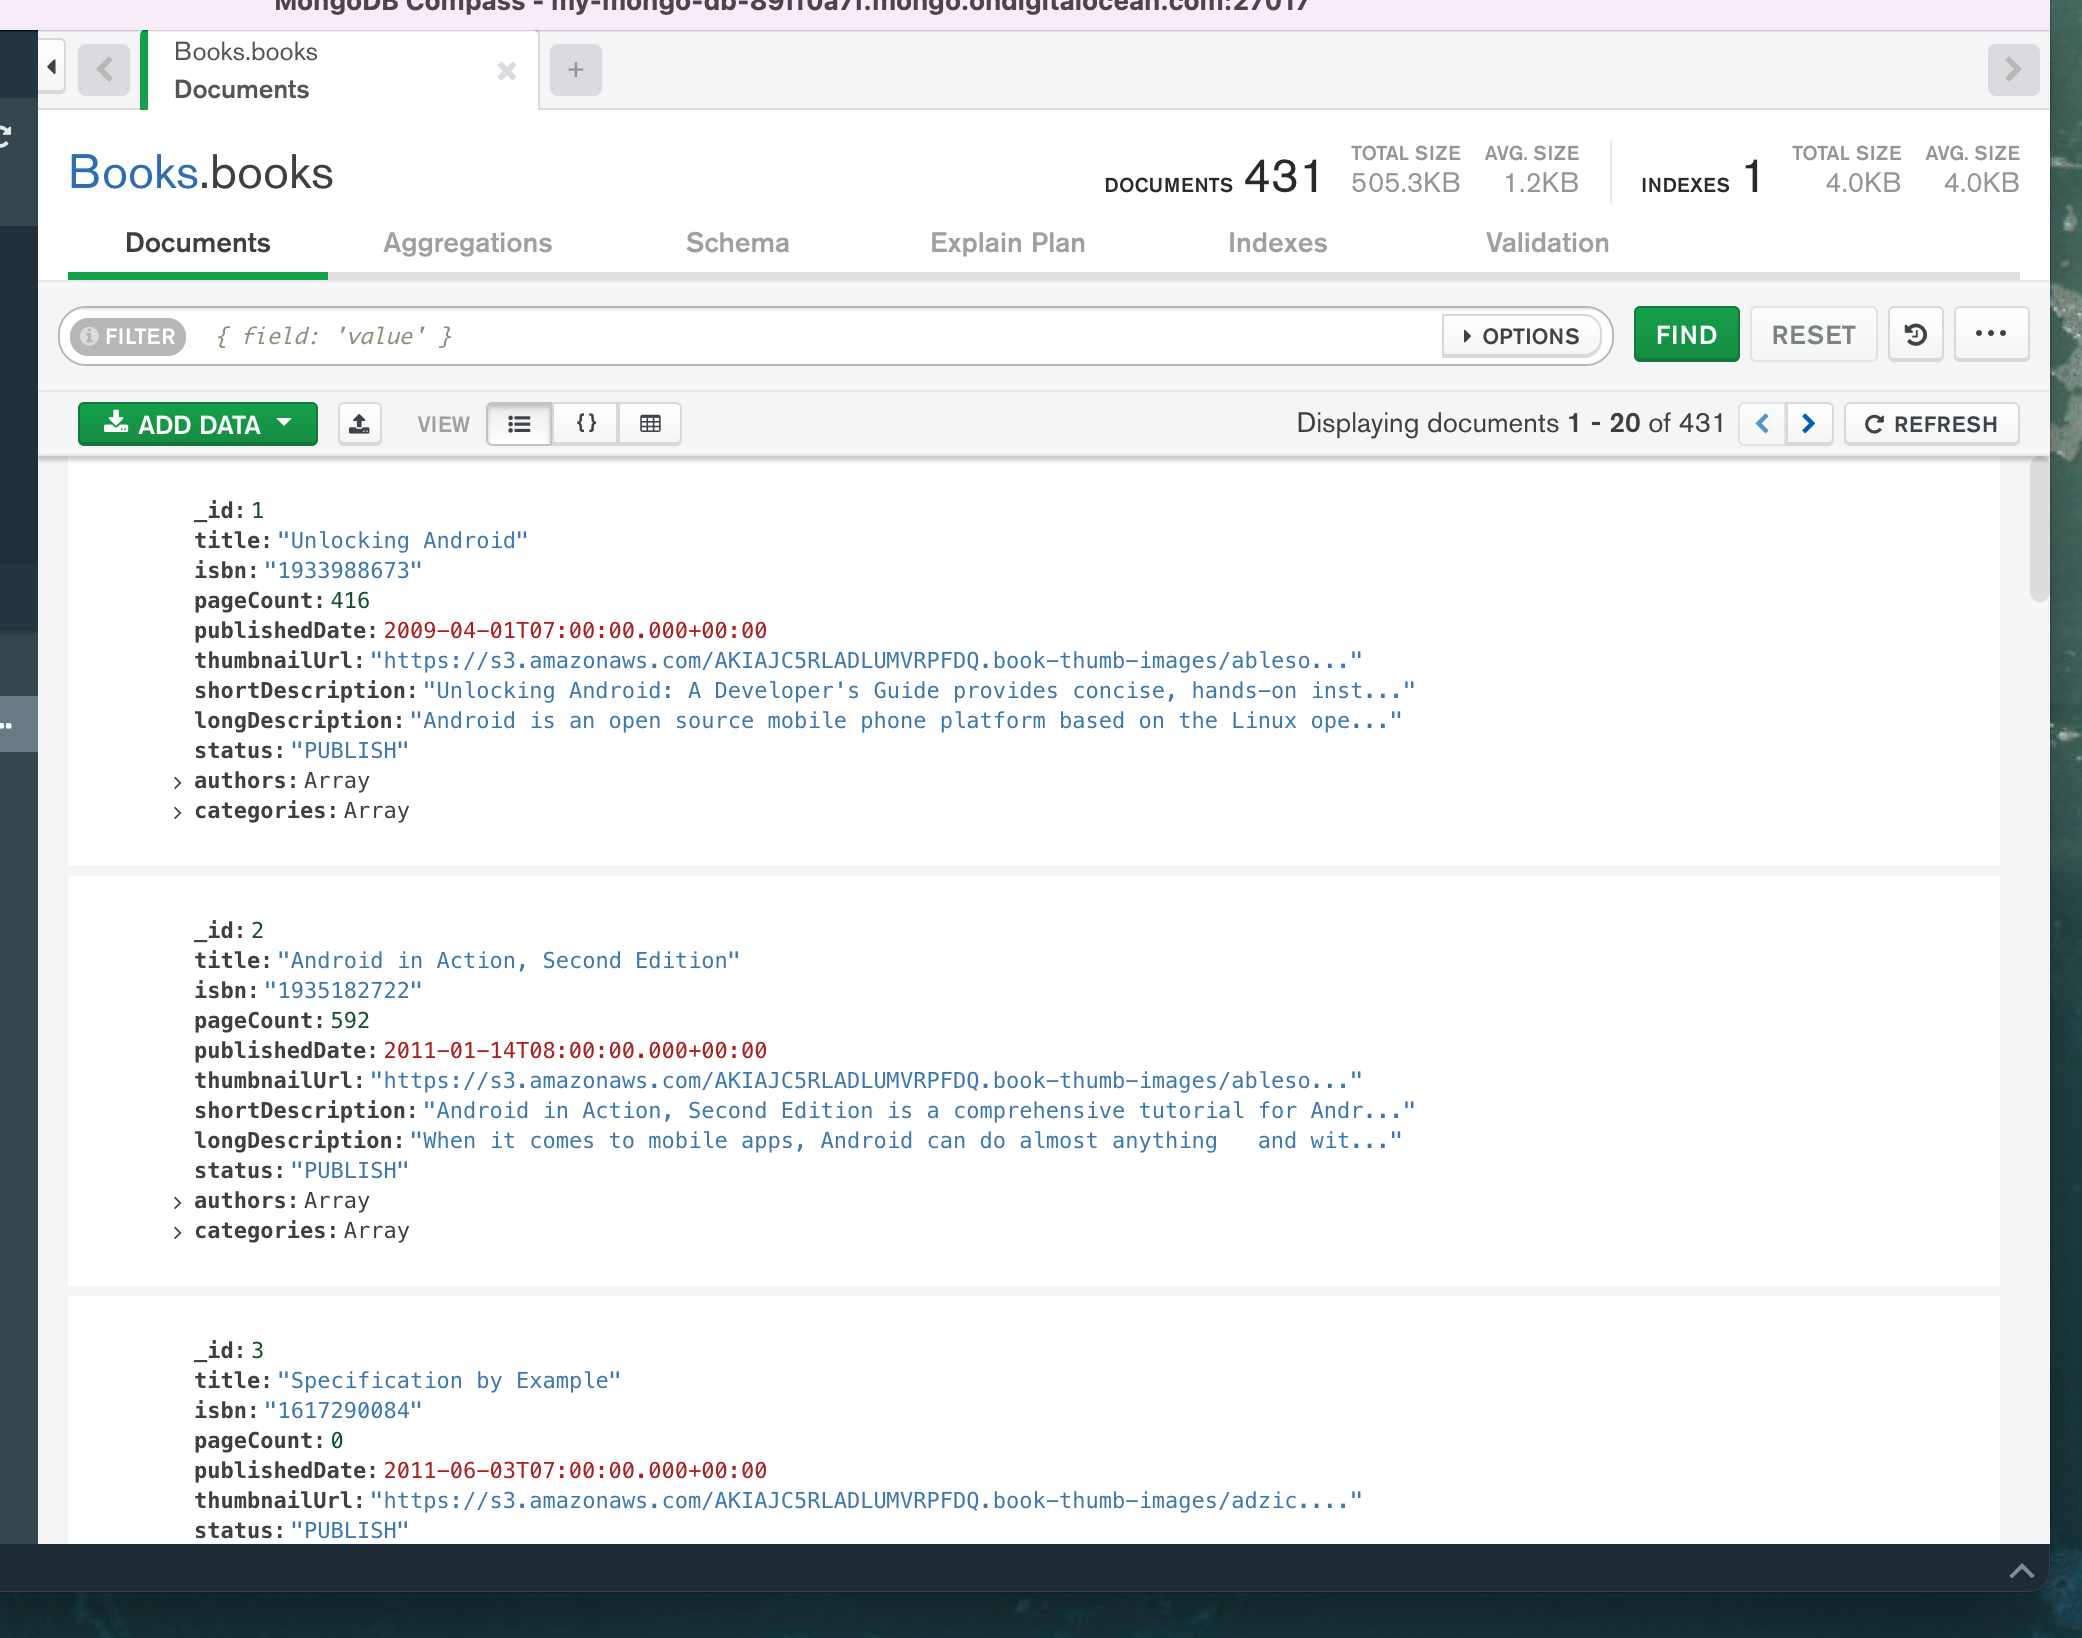 MongoDB Compass - my-mongo-db-891f0a7f.mongo.ondigitalocean.com:27017
Books.books
Documents
Books.books
DOCUMENTS 431 TOTAL SIZE 505.3KB AVG. SIZE 1.2KB INDEXES 1 TOTAL SIZE 4.0KB AVG. SIZE 4.0KB
Documents Aggregations Schema Explain Plan Indexes Validation
FILTER { field: 'value' } OPTIONS FIND RESET ...
ADD DATA VIEW {} Displaying documents 1 - 20 of 431 REFRESH
_id: 1
title: "Unlocking Android"
isbn: "1933988673"
pageCount: 416
publishedDate: 2009-04-01T07:00:00.000+00:00
thumbnailUrl: "https://s3.amazonaws.com/AKIAJC5RLADLUMVRPFDQ.book-thumb-images/ableso..."
shortDescription: "Unlocking Android: A Developer's Guide provides concise, hands-on inst..."
longDescription: "Android is an open source mobile phone platform based on the Linux ope..."
status: "PUBLISH"
> authors: Array
> categories: Array
_id: 2
title: "Android in Action, Second Edition"
isbn: "1935182722"
pageCount: 592
publishedDate: 2011-01-14T08:00:00.000+00:00
thumbnailUrl: "https://s3.amazonaws.com/AKIAJC5RLADLUMVRPFDQ.book-thumb-images/ableso..."
shortDescription: "Android in Action, Second Edition is a comprehensive tutorial for Andr..."
longDescription: "When it comes to mobile apps, Android can do almost anything   and wit..."
status: "PUBLISH"
> authors: Array
> categories: Array
_id: 3
title: "Specification by Example"
isbn: "1617290084"
pageCount: 0
publishedDate: 2011-06-03T07:00:00.000+00:00
thumbnailUrl: "https://s3.amazonaws.com/AKIAJC5RLADLUMVRPFDQ.book-thumb-images/adzic...."
status: "PUBLISH"